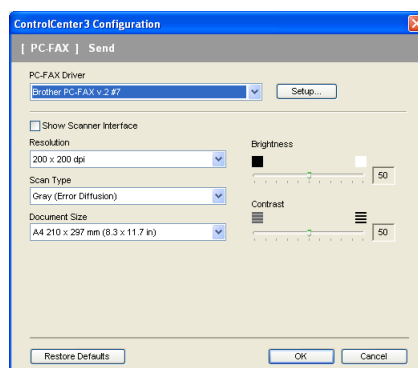 ControlCenter3 Configuration
[ PC-FAX ] Send
PC-FAX Driver
Brother PC-FAX v.2 #7
Setup...
Show Scanner Interface
Resolution
200 x 200 dpi
Brightness
50
Scan Type
Gray (Error Diffusion)
Contrast
50
Document Size
A4 210 x 297 mm (8.3 x 11.7 in)
Restore Defaults
OK
Cancel